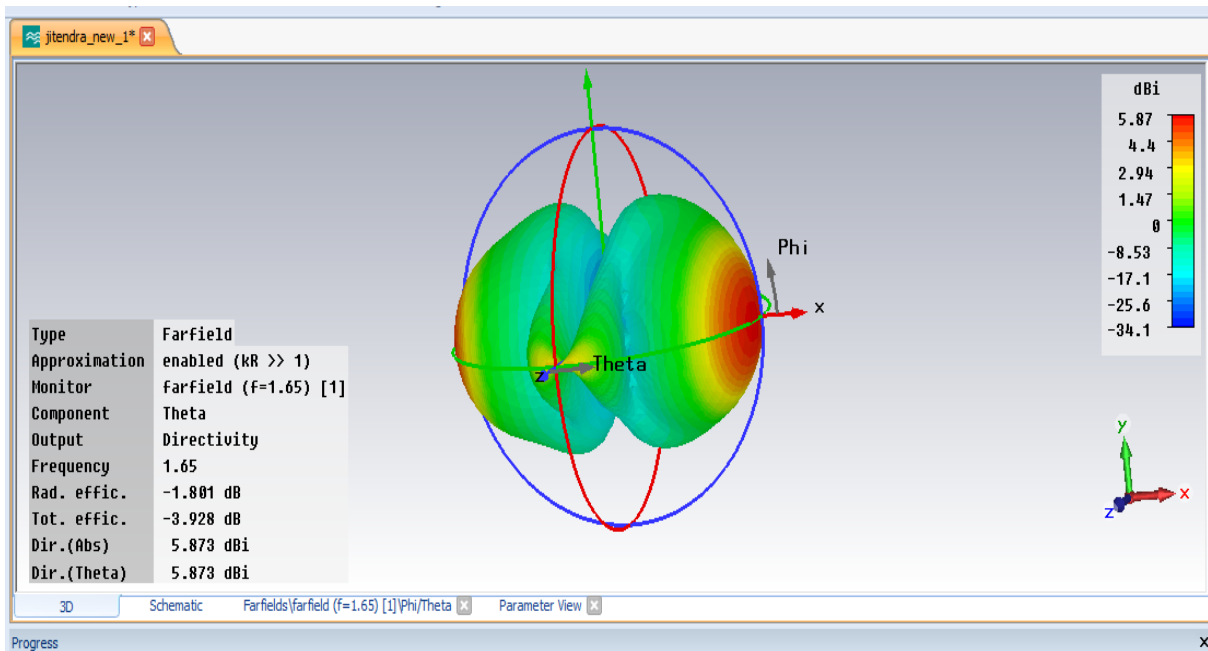 jitendra_new_1*
dBi
5.87
4.4
2.94
1.47
0
-8.53
-17.1
-25.6
-34.1
Phi
x
Theta
z
Type Farfield
Approximation enabled (kR >> 1)
Monitor farfield (f=1.65) [1]
Component Theta
Output Directivity
Frequency 1.65
Rad. effic. -1.801 dB
Tot. effic. -3.928 dB
Dir.(Abs) 5.873 dBi
Dir.(Theta) 5.873 dBi
y
x
z
3D Schematic Farfields\farfield (f=1.65) [1]\Phi/Theta Parameter View
Progress x